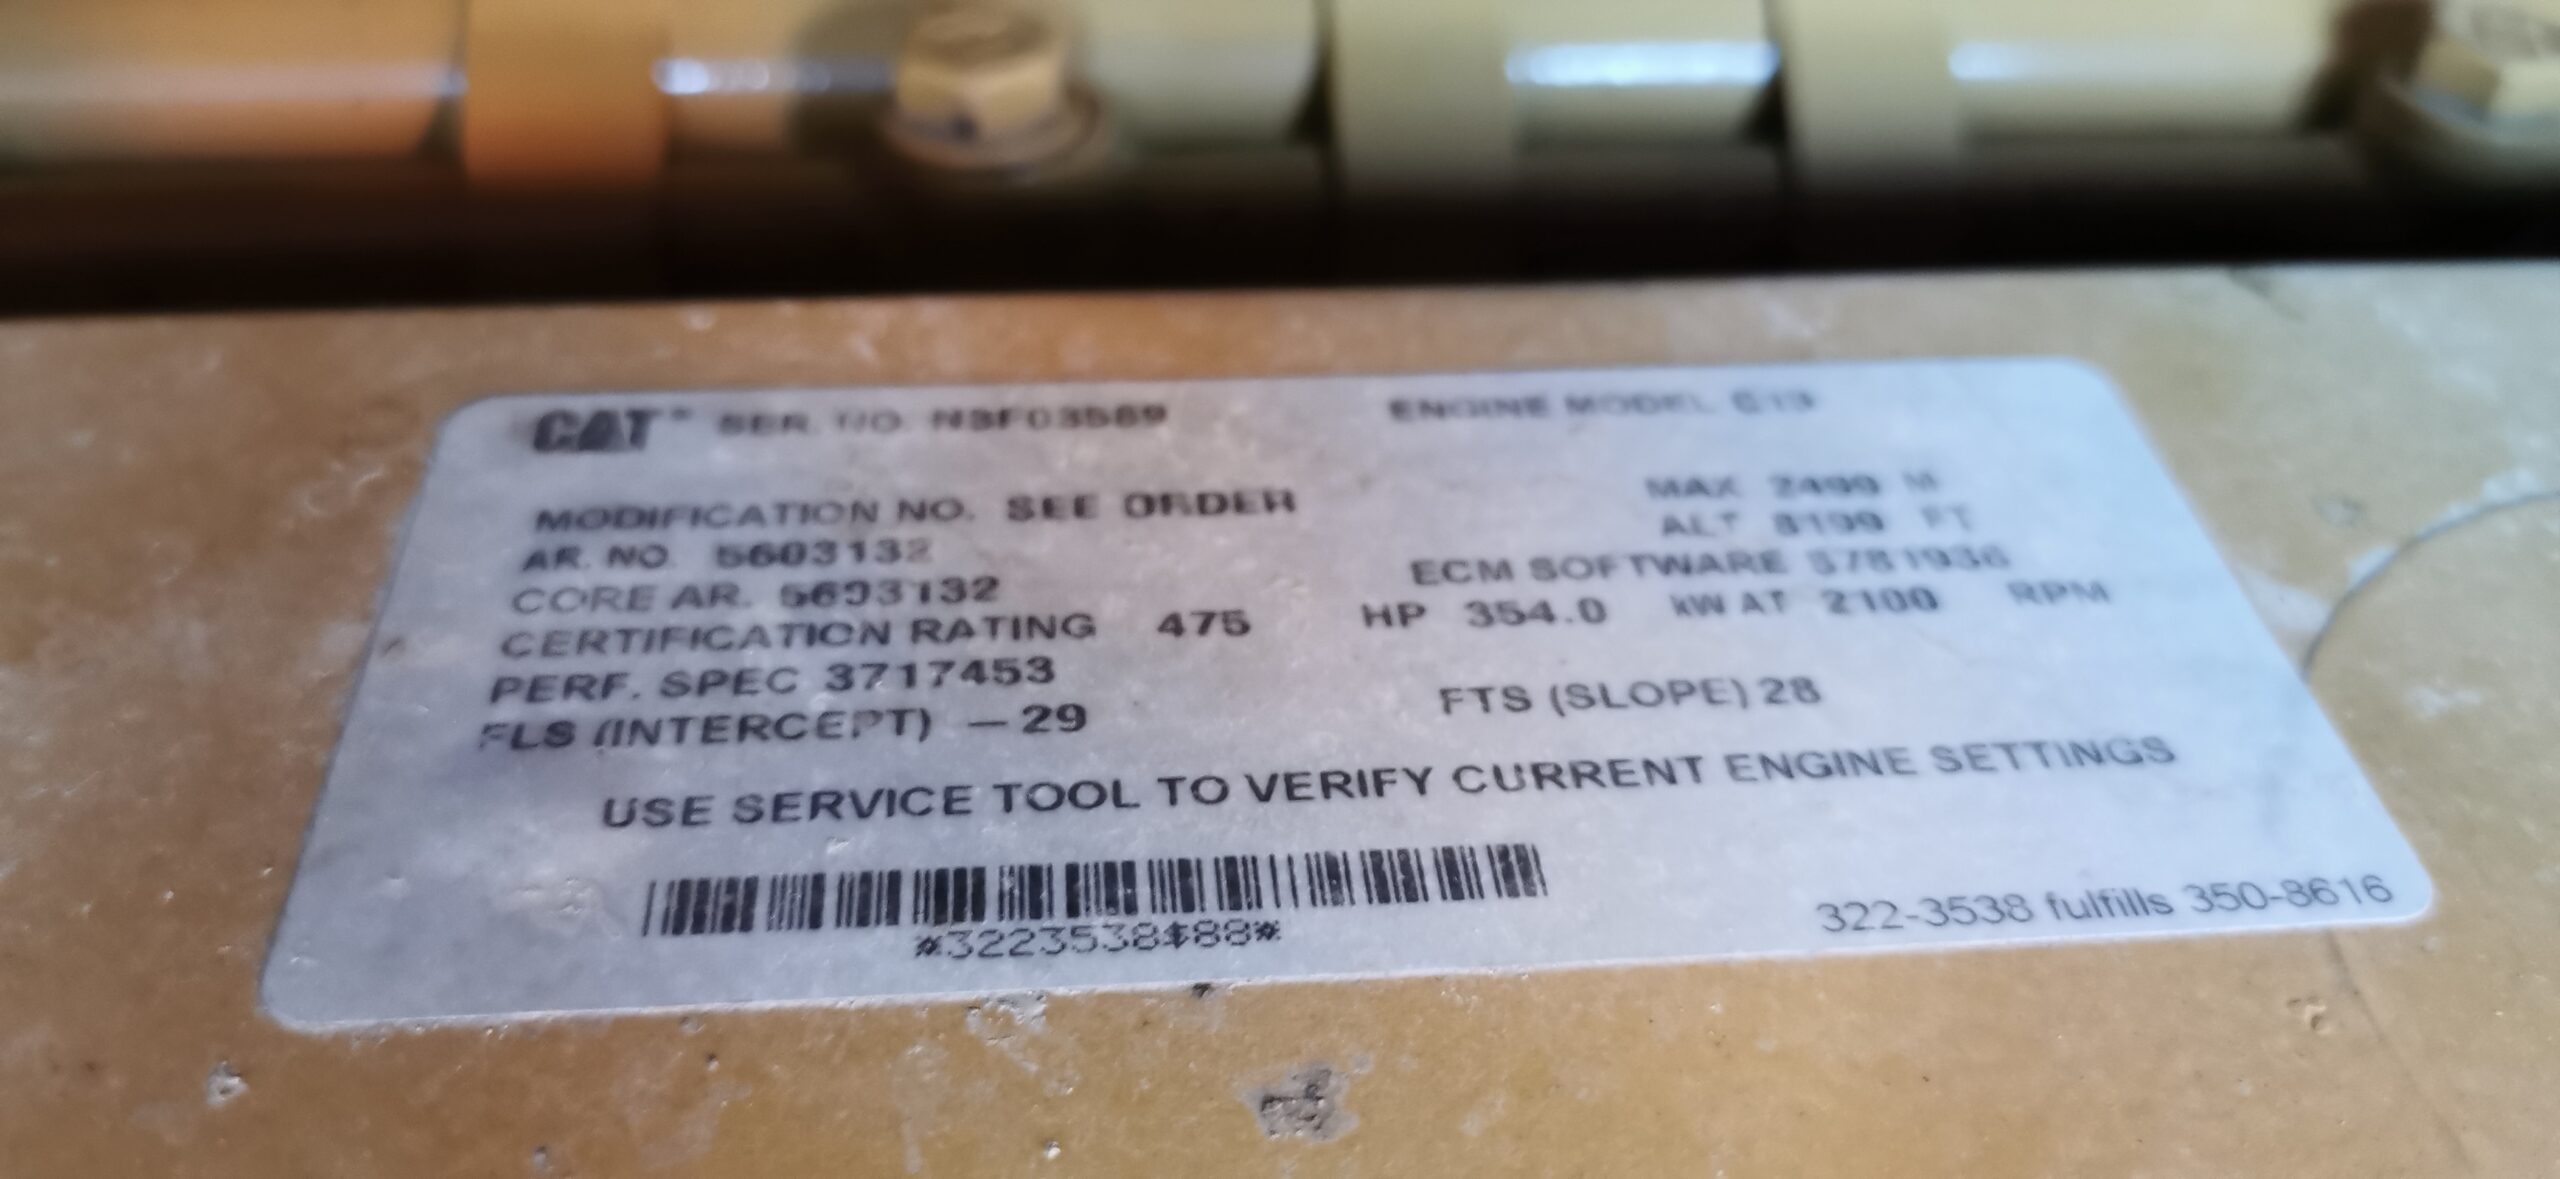 CAT SER. NO. N3F03569 ENGINE MODEL C13
MODIFICATION NO. SEE ORDER MAX 2499 M
AR. NO. 5603132 ALT 8199 FT
CORE AR. 5603132 ECM SOFTWARE
CERTIFICATION RATING 475 HP 354.0 kW AT 2100 RPM
PERF. SPEC 3717453
FLS (INTERCEPT) -29 FTS (SLOPE) 28
USE SERVICE TOOL TO VERIFY CURRENT ENGINE SETTINGS
*3223538$88*
322-3538 fulfills 350-8616